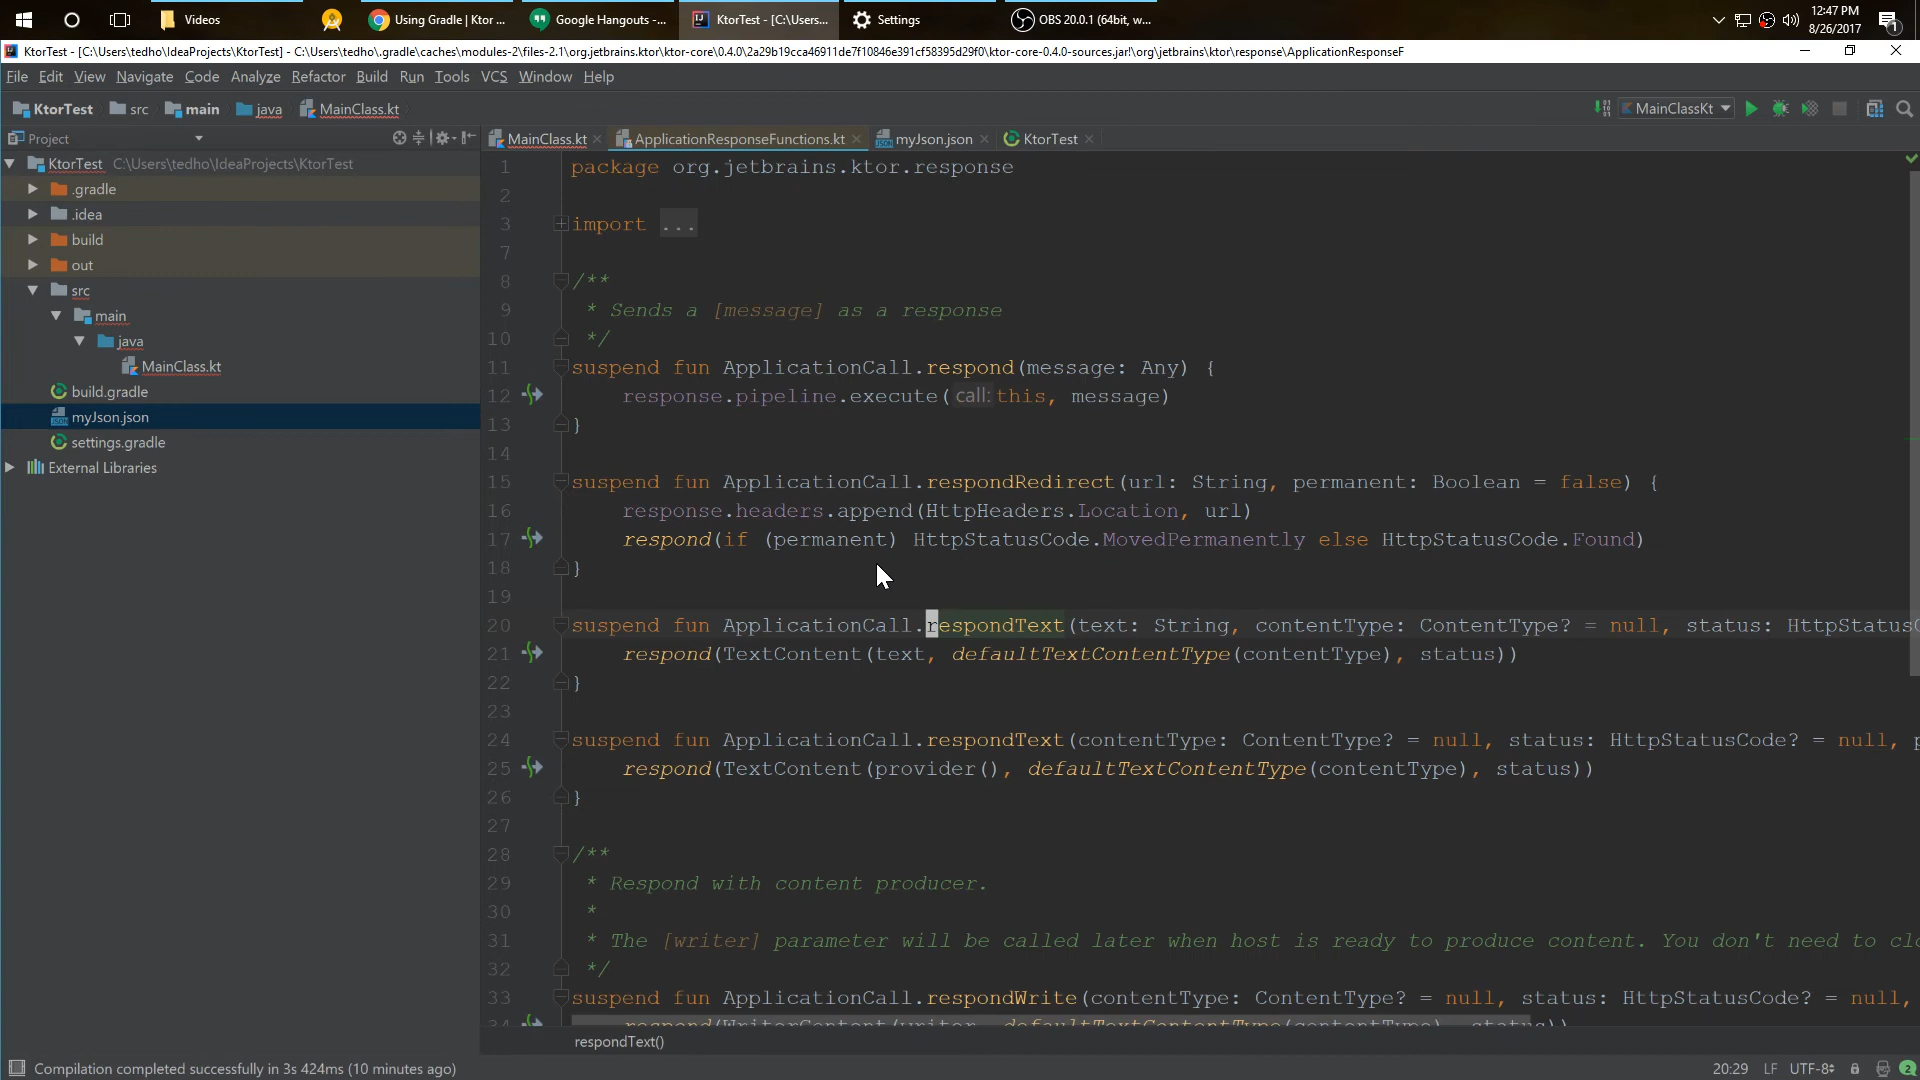 Videos
Using Gradle | Ktor ...
Google Hangouts -...
KtorTest - [C:\Users...
Settings
OBS 20.0.1 (64bit, w...
12:47 PM
8/26/2017
1
KtorTest - [C:\Users\tedho\IdeaProjects\KtorTest] - C:\Users\tedho\.gradle\caches\modules-2\files-2.1\org.jetbrains.ktor\ktor-core\0.4.0\2a29b19cca46911de7f10846e391cf58395d29f0\ktor-core-0.4.0-sources.jar!\org\jetbrains\ktor\response\ApplicationResponseF
File Edit View Navigate Code Analyze Refactor Build Run Tools VCS Window Help
KtorTest src main java MainClass.kt
MainClassKt
Project
MainClass.kt ApplicationResponseFunctions.kt myJson.json KtorTest
KtorTest C:\Users\tedho\IdeaProjects\KtorTest
.gradle
.idea
build
out
src
main
java
MainClass.kt
build.gradle
myJson.json
settings.gradle
External Libraries
1 package org.jetbrains.ktor.response
2
3 import ...
7
8 /**
9 * Sends a [message] as a response
10 */
11 suspend fun ApplicationCall.respond(message: Any) {
12 response.pipeline.execute( call: this, message)
13 }
14
15 suspend fun ApplicationCall.respondRedirect(url: String, permanent: Boolean = false) {
16 response.headers.append(HttpHeaders.Location, url)
17 respond(if (permanent) HttpStatusCode.MovedPermanently else HttpStatusCode.Found)
18 }
19
20 suspend fun ApplicationCall.respondText(text: String, contentType: ContentType? = null, status: HttpStatusC
21 respond(TextContent(text, defaultTextContentType(contentType), status))
22 }
23
24 suspend fun ApplicationCall.respondText(contentType: ContentType? = null, status: HttpStatusCode? = null, p
25 respond(TextContent(provider(), defaultTextContentType(contentType), status))
26 }
27
28 /**
29 * Respond with content producer.
30 *
31 * The [writer] parameter will be called later when host is ready to produce content. You don't need to clo
32 */
33 suspend fun ApplicationCall.respondWrite(contentType: ContentType? = null, status: HttpStatusCode? = null,
34 respond(WriterContent(writer, defaultTextContentType(contentType), status))
respondText()
Compilation completed successfully in 3s 424ms (10 minutes ago)
20:29 LF UTF-8 2